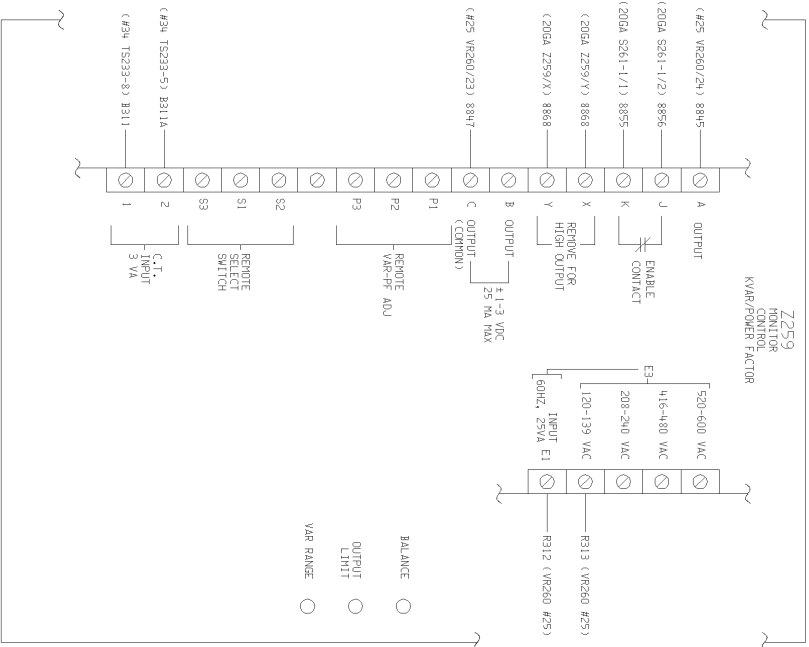 Z259
MONITOR
CONTROL
KVAR/POWER FACTOR
(#25 VR260/24) 8845
(20GA S261-1/2) 8856
(20GA S261-1/1) 8855
(20GA Z259/Y) 8868
(20GA Z259/X) 8868
(#25 VR260/23) 8847
(#34 TS233-5) B311A
(#34 TS233-8) B311
A OUTPUT
J
K
ENABLE
CONTACT
X
Y
REMOVE FOR
HIGH OUTPUT
B OUTPUT
C OUTPUT
(COMMON)
±1-3 VDC
25 MA MAX
P1
P2
P3
REMOTE
VAR-PF ADJ
S2
S1
S3
REMOTE
SELECT
SWITCH
2
1
C.T.
INPUT
3 VA
520-600 VAC
416-480 VAC
208-240 VAC
120-139 VAC
E3
INPUT E1
60HZ, 25VA
R313 (VR260 #25)
R312 (VR260 #25)
BALANCE
OUTPUT
LIMIT
VAR RANGE